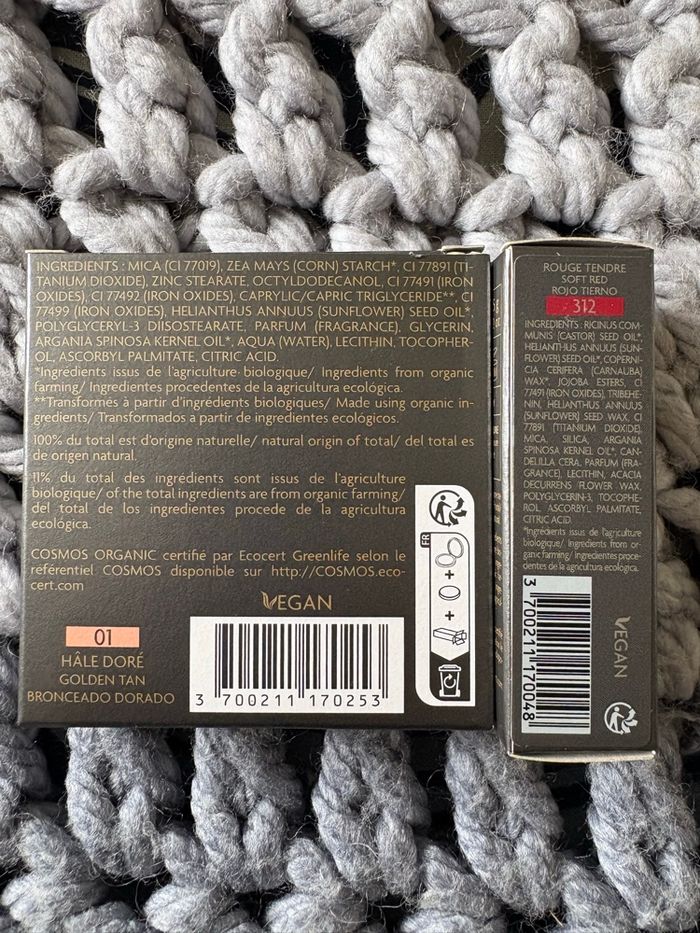 INGREDIENTS : MICA (CI 77019), ZEA MAYS (CORN) STARCH*, CI 77891 (TI-
TANIUM DIOXIDE), ZINC STEARATE, OCTYLDODECANOL, CI 77491 (IRON
OXIDES), CI 77492 (IRON OXIDES), CAPRYLIC/CAPRIC TRIGLYCERIDE**, CI
77499 (IRON OXIDES), HELIANTHUS ANNUUS (SUNFLOWER) SEED OIL*,
POLYGLYCERYL-3 DIISOSTEARATE, PARFUM (FRAGRANCE), GLYCERIN,
ARGANIA SPINOSA KERNEL OIL*, AQUA (WATER), LECITHIN, TOCOPHER-
OL, ASCORBYL PALMITATE, CITRIC ACID.
*Ingrédients issus de l'agriculture biologique/ Ingredients from organic
farming/ Ingredientes procedentes de la agricultura ecológica.
**Transformés à partir d'ingrédients biologiques/ Made using organic in-
gredients/ Transformados a partir de ingredientes ecológicos.
100% du total est d'origine naturelle/ natural origin of total/ del total es
de origen natural.
11% du total des ingrédients sont issus de l'agriculture
biologique/ of the total ingredients are from organic farming/
del total de los ingredientes procede de la agricultura
ecológica.
COSMOS ORGANIC certifié par Ecocert Greenlife selon le
référentiel COSMOS disponible sur http://COSMOS.eco-
cert.com
VEGAN
01
HÂLE DORÉ
GOLDEN TAN
BRONCEADO DORADO
3 700211 170253
FR
+
+
ROUGE TENDRE
SOFT RED
ROJO TIERNO
312
INGREDIENTS: RICINUS COM-
MUNIS (CASTOR) SEED OIL*,
HELIANTHUS ANNUUS (SUN-
FLOWER) SEED OIL*, COPERNI-
CIA CERIFERA (CARNAUBA)
WAX*, JOJOBA ESTERS, CI
77491 (IRON OXIDES), TRIBEHE-
NIN, HELIANTHUS ANNUUS
(SUNFLOWER) SEED WAX, CI
77891 (TITANIUM DIOXIDE),
MICA, SILICA, ARGANIA
SPINOSA KERNEL OIL*, CAN-
DELILLA CERA, PARFUM (FRA-
GRANCE), LECITHIN, ACACIA
DECURRENS FLOWER WAX,
POLYGLYCERIN-3, TOCOPHE-
ROL, ASCORBYL PALMITATE,
CITRIC ACID.
*Ingrédients issus de l'agriculture
biologique/ Ingredients from or-
ganic farming/ Ingredientes proce-
dentes de la agricultura ecológica.
3 700211 170048
VEGAN